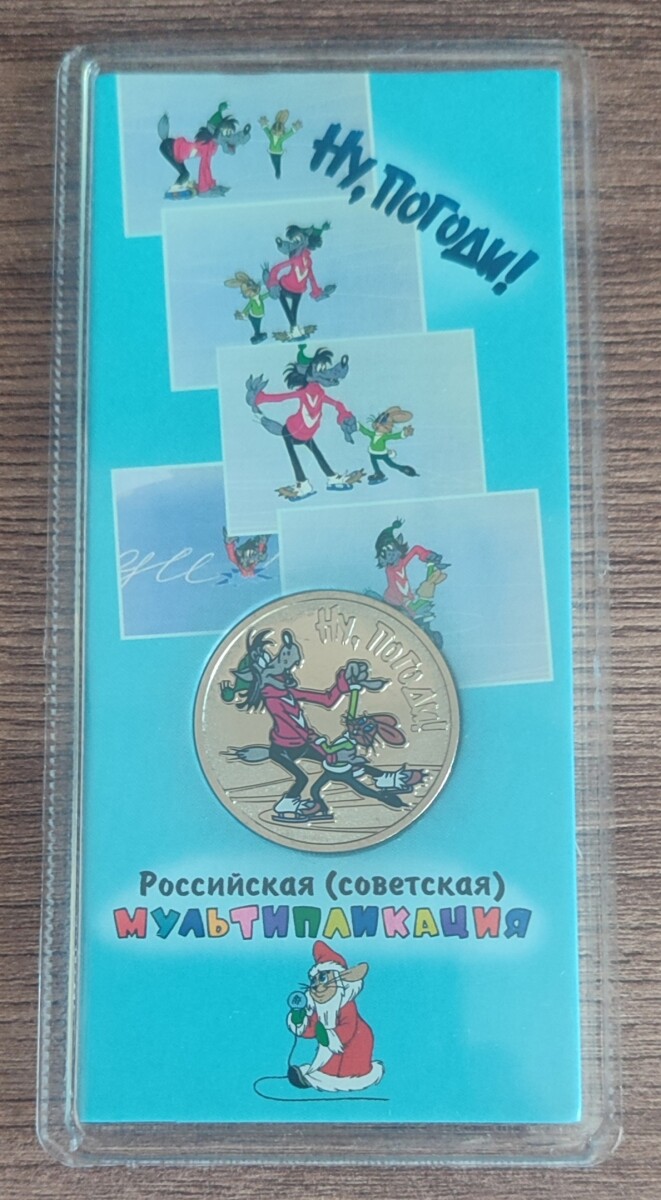 Ну, погоди!
Ну, погоди!
Российская (советская)
МУЛЬТИПЛИКАЦИЯ